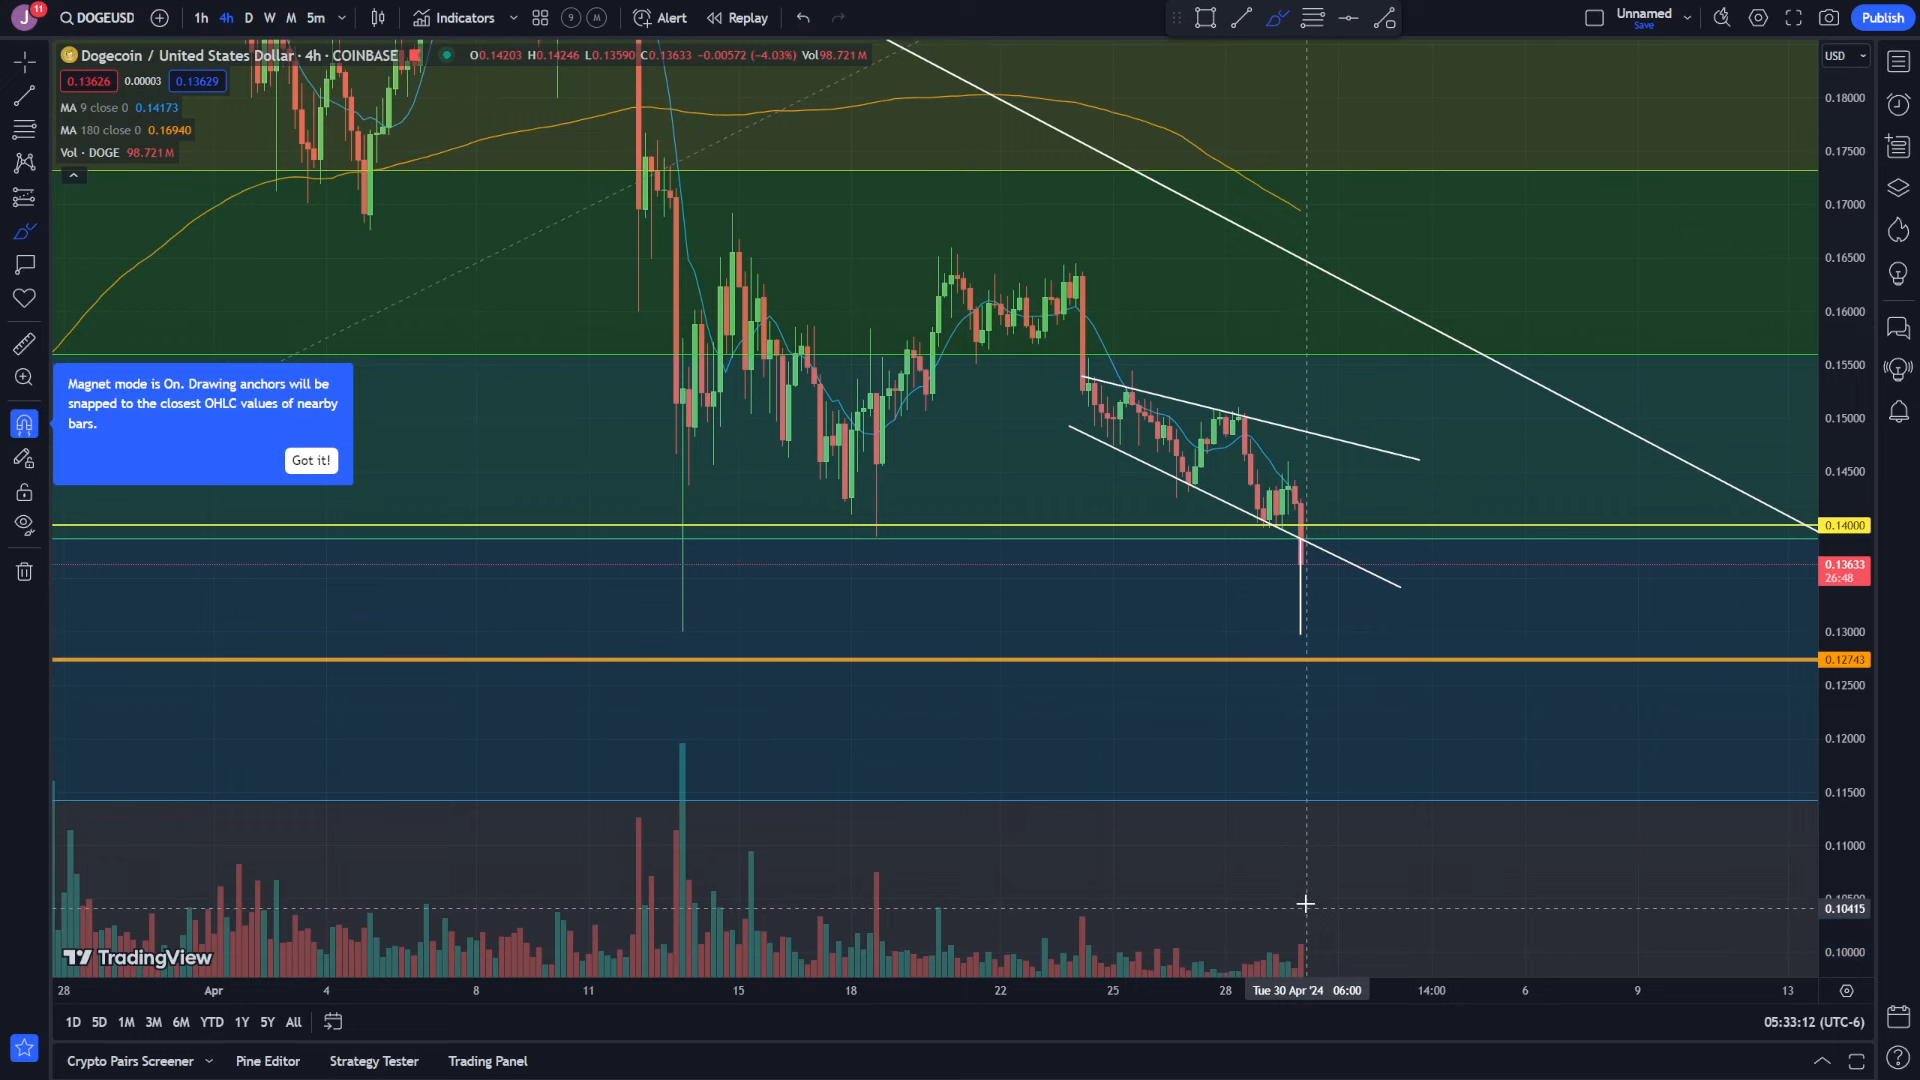 J 11 DOGEUSD 1h 4h D W M 5m Indicators 9 M Alert Replay Unnamed Save Publish
Dogecoin / United States Dollar · 4h · COINBASE O0.14203 H0.14246 L0.13590 C0.13633 −0.00572 (−4.03%) Vol98.721 M
USD
0.13626 0.00003 0.13629
MA 9 close 0 0.14173
MA 180 close 0 0.16940
Vol · DOGE 98.721 M
0.18000
0.17500
0.17000
0.16500
0.16000
0.15500
Magnet mode is On. Drawing anchors will be
snapped to the closest OHLC values of nearby
bars.
Got it!
0.15000
0.14500
0.14000
0.13633
26:48
0.13000
0.12743
0.12500
0.12000
0.11500
0.11000
0.10415
0.10000
TradingView
28 Apr 4 8 11 15 18 22 25 28 Tue 30 Apr '24 06:00 14:00 6 9 13
1D 5D 1M 3M 6M YTD 1Y 5Y All 05:33:12 (UTC-6)
Crypto Pairs Screener Pine Editor Strategy Tester Trading Panel